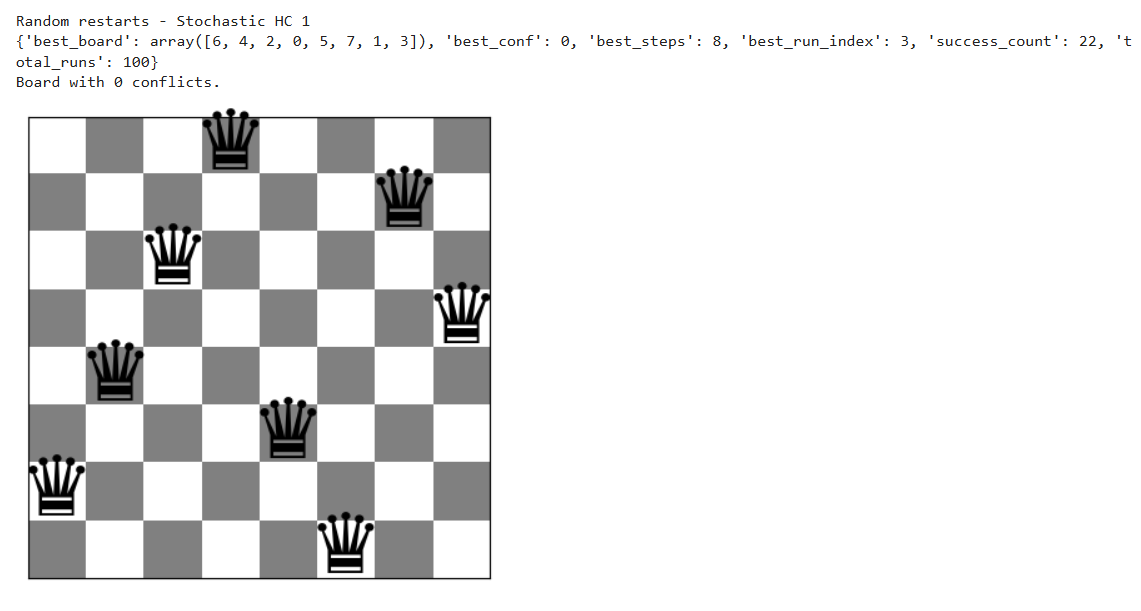 Random restarts - Stochastic HC 1
{'best_board': array([6, 4, 2, 0, 5, 7, 1, 3]), 'best_conf': 0, 'best_steps': 8, 'best_run_index': 3, 'success_count': 22, 't
otal_runs': 100}
Board with 0 conflicts.